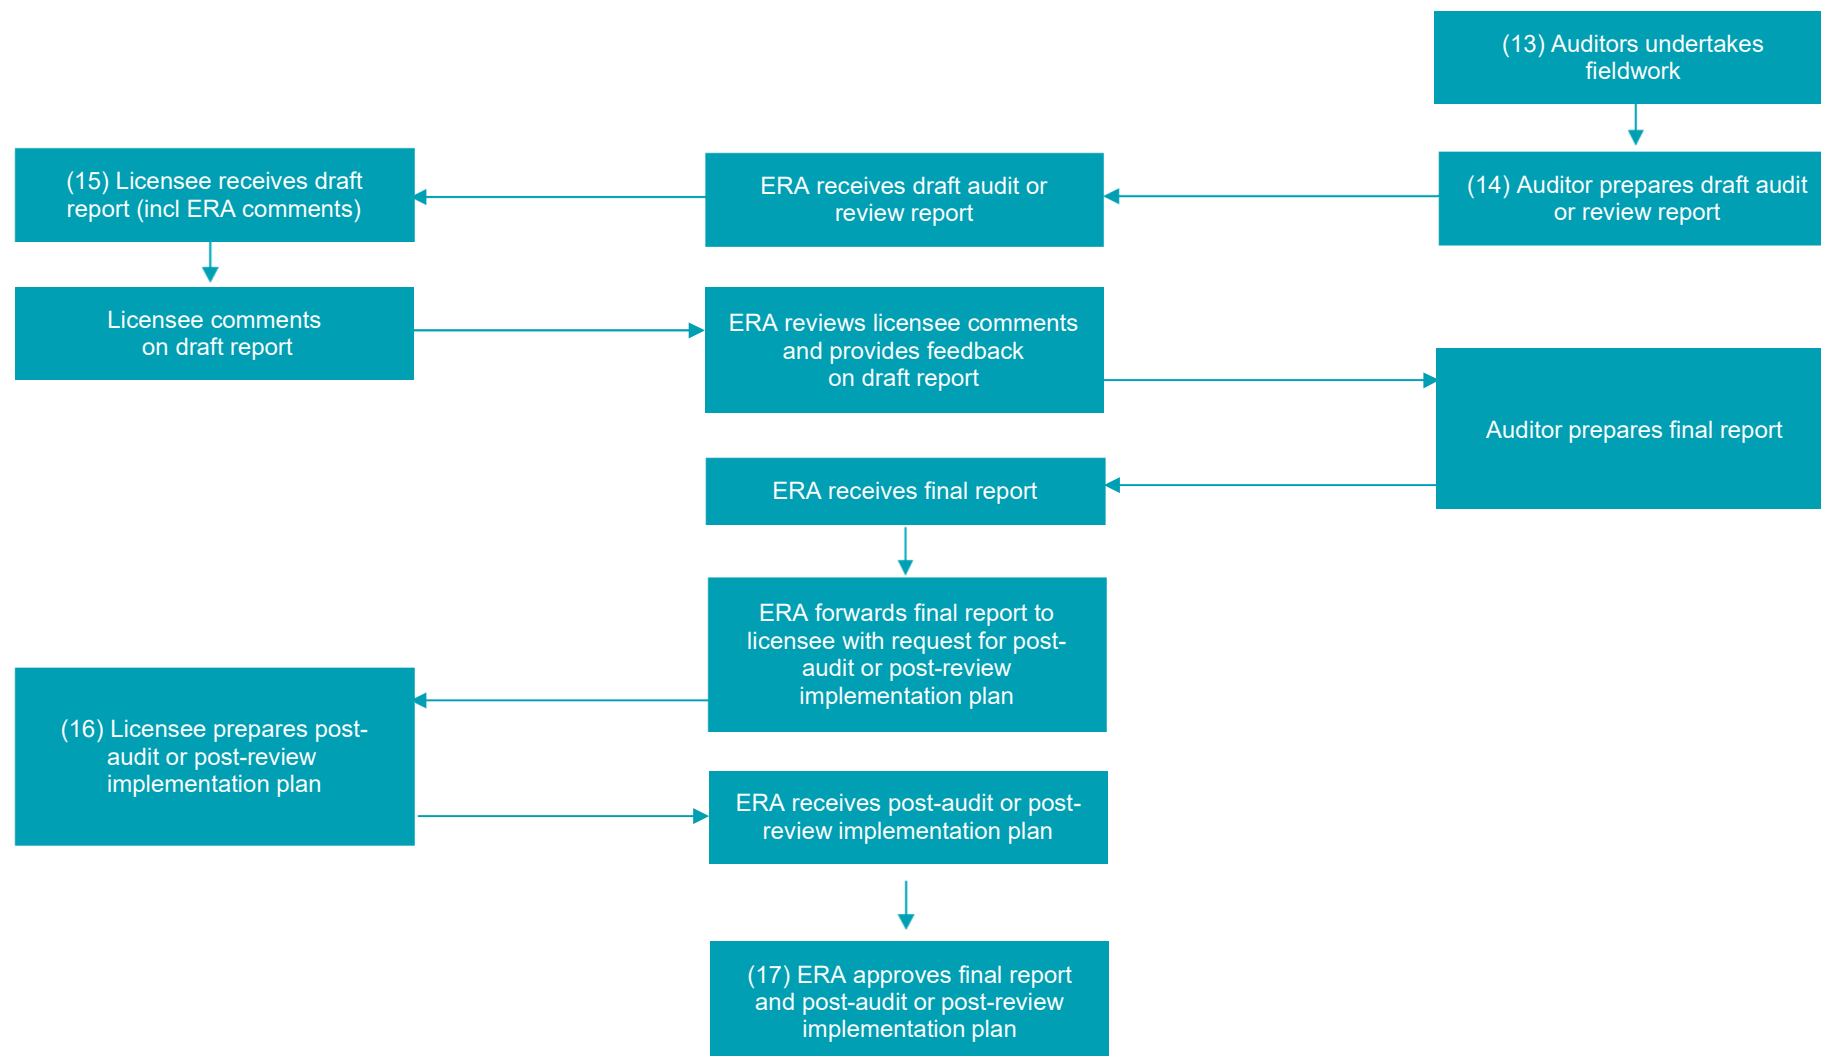 (13) Auditors undertakes
fieldwork
(14) Auditor prepares draft audit
or review report
ERA receives draft audit or
review report
(15) Licensee receives draft
report (incl ERA comments)
Licensee comments
on draft report
ERA reviews licensee comments
and provides feedback
on draft report
Auditor prepares final report
ERA receives final report
ERA forwards final report to
licensee with request for post-
audit or post-review
implementation plan
(16) Licensee prepares post-
audit or post-review
implementation plan
ERA receives post-audit or post-
review implementation plan
(17) ERA approves final report
and post-audit or post-review
implementation plan